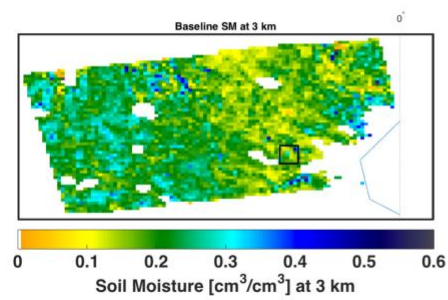 Baseline SM at 3 km
0°
0 0.1 0.2 0.3 0.4 0.5 0.6
Soil Moisture [cm³/cm³] at 3 km